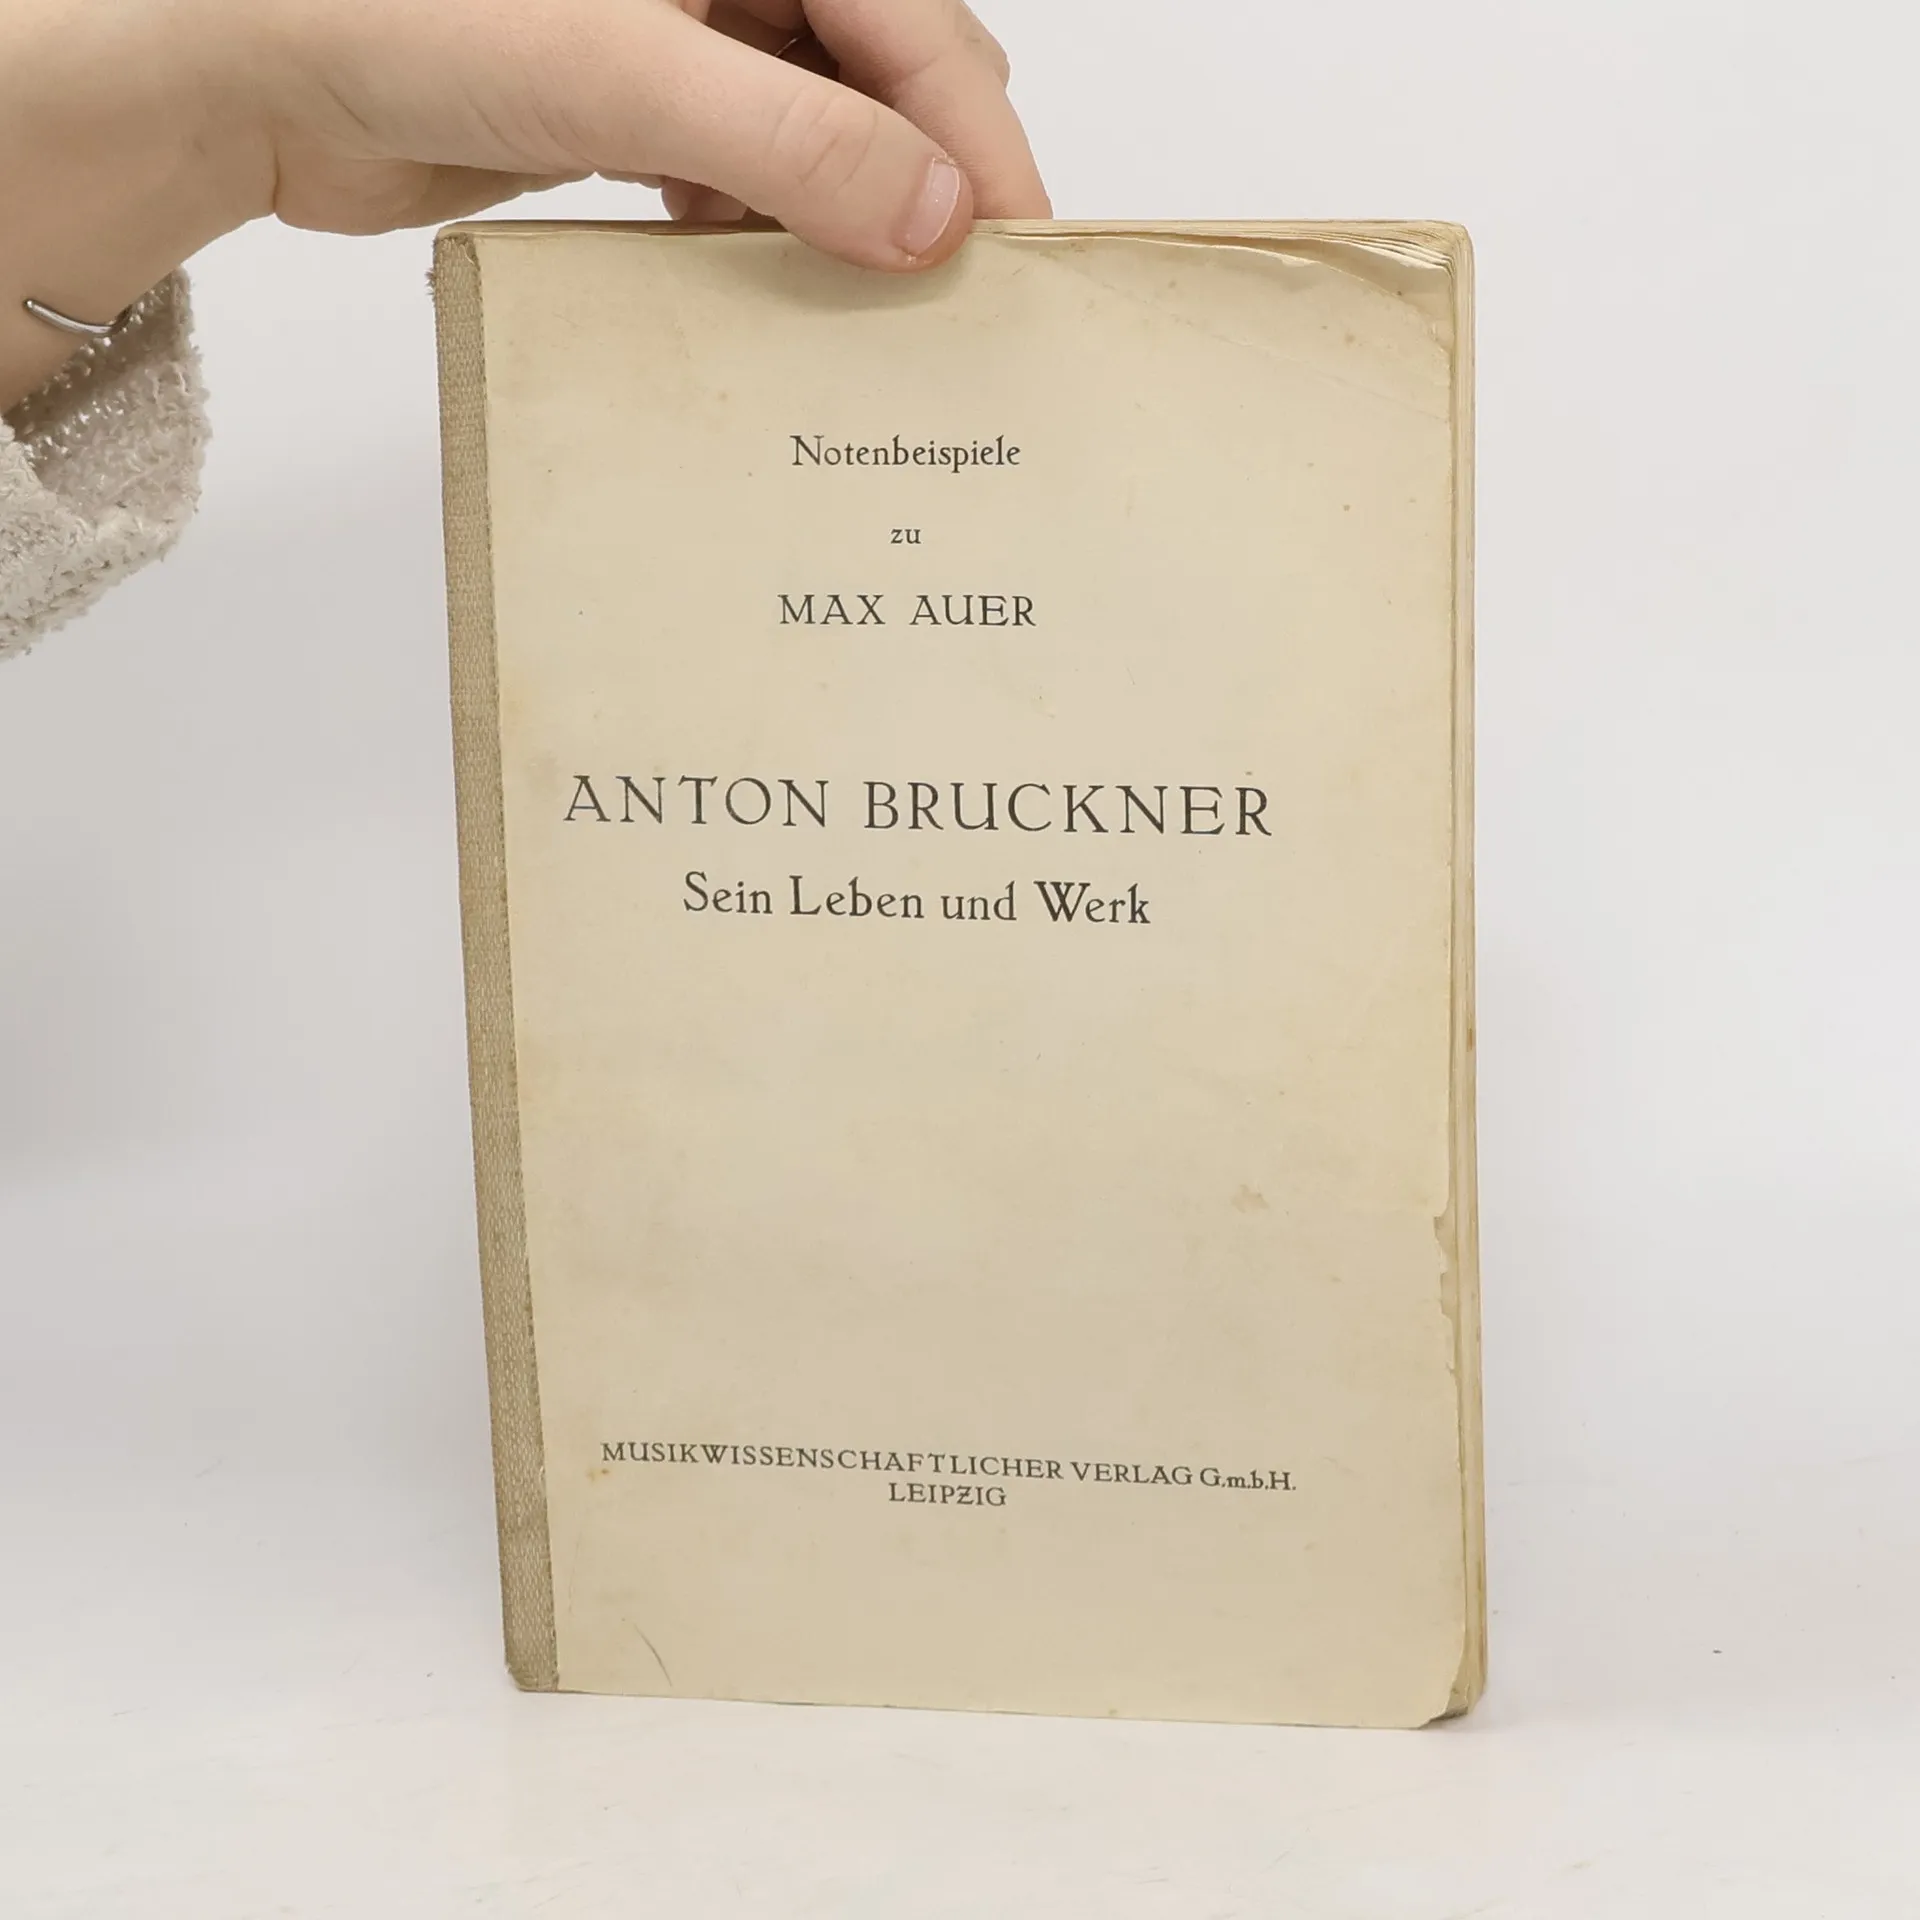 Notenbeispiele
zu
MAX AUER
ANTON BRUCKNER
Sein Leben und Werk
MUSIKWISSENSCHAFTLICHER VERLAG G.m.b.H.
LEIPZIG